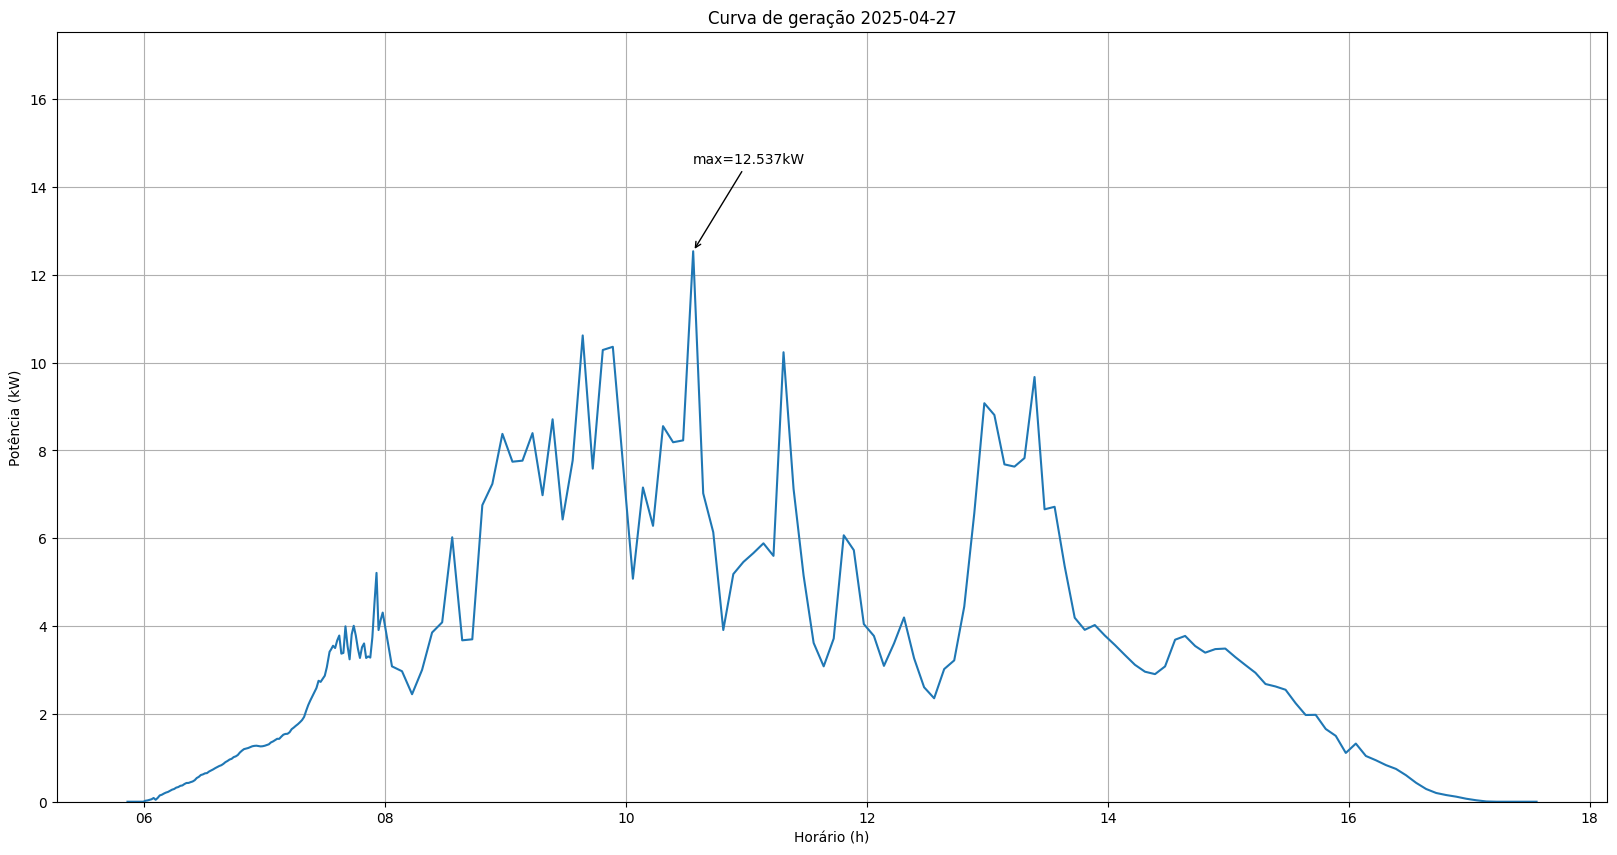 Curva de geração 2025-04-27
16
14
12
10
8
6
4
2
0
Potência (kW)
max=12.537kW
06 08 10 12 14 16 18
Horário (h)